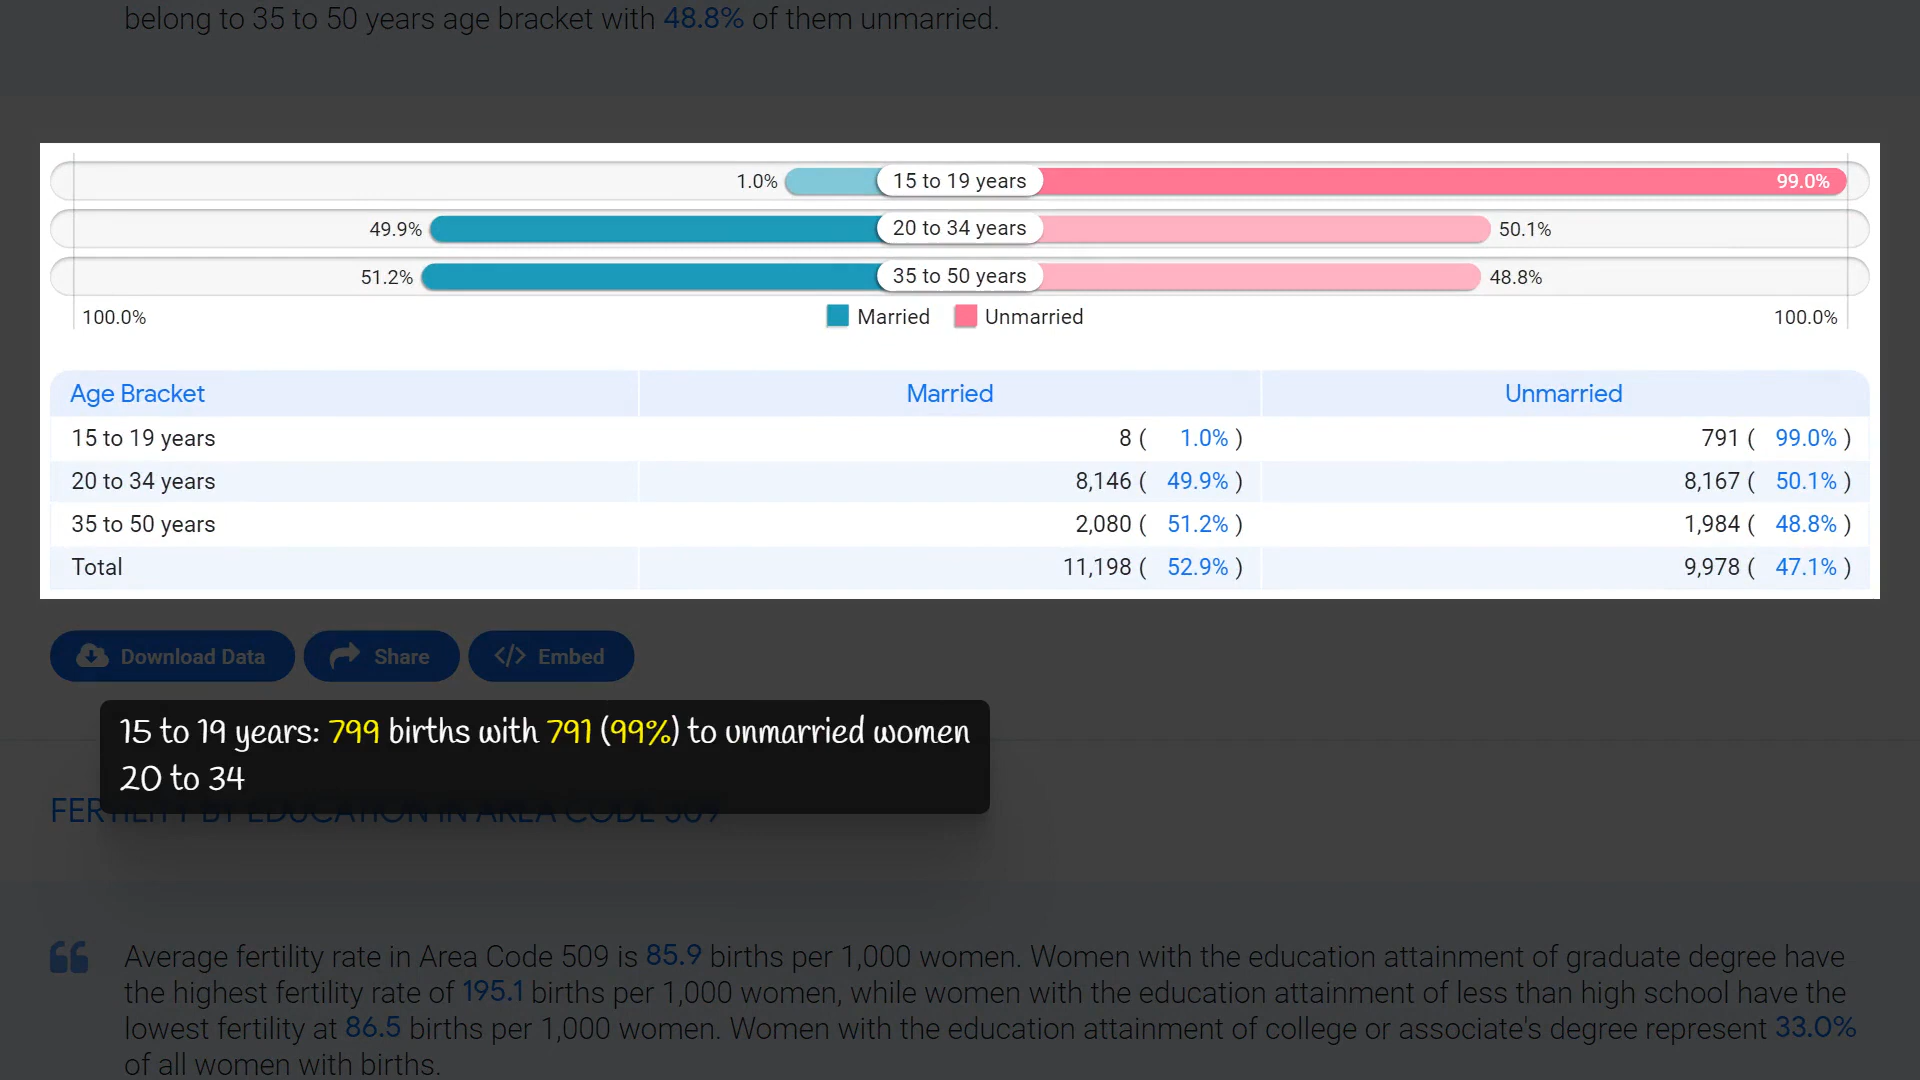 belong to 35 to 50 years age bracket with 48.8% of them unmarried.
1.0% 15 to 19 years 99.0%
49.9% 20 to 34 years 50.1%
51.2% 35 to 50 years 48.8%
100.0% Married Unmarried 100.0%
Age Bracket Married Unmarried
15 to 19 years 8 ( 1.0% ) 791 ( 99.0% )
20 to 34 years 8,146 ( 49.9% ) 8,167 ( 50.1% )
35 to 50 years 2,080 ( 51.2% ) 1,984 ( 48.8% )
Total 11,198 ( 52.9% ) 9,978 ( 47.1% )
Download Data Share Embed
15 to 19 years: 799 births with 791 (99%) to unmarried women
20 to 34
FERTILITY BY EDUCATION IN AREA CODE 509
Average fertility rate in Area Code 509 is 85.9 births per 1,000 women. Women with the education attainment of graduate degree have
the highest fertility rate of 195.1 births per 1,000 women, while women with the education attainment of less than high school have the
lowest fertility at 86.5 births per 1,000 women. Women with the education attainment of college or associate's degree represent 33.0%
of all women with births.